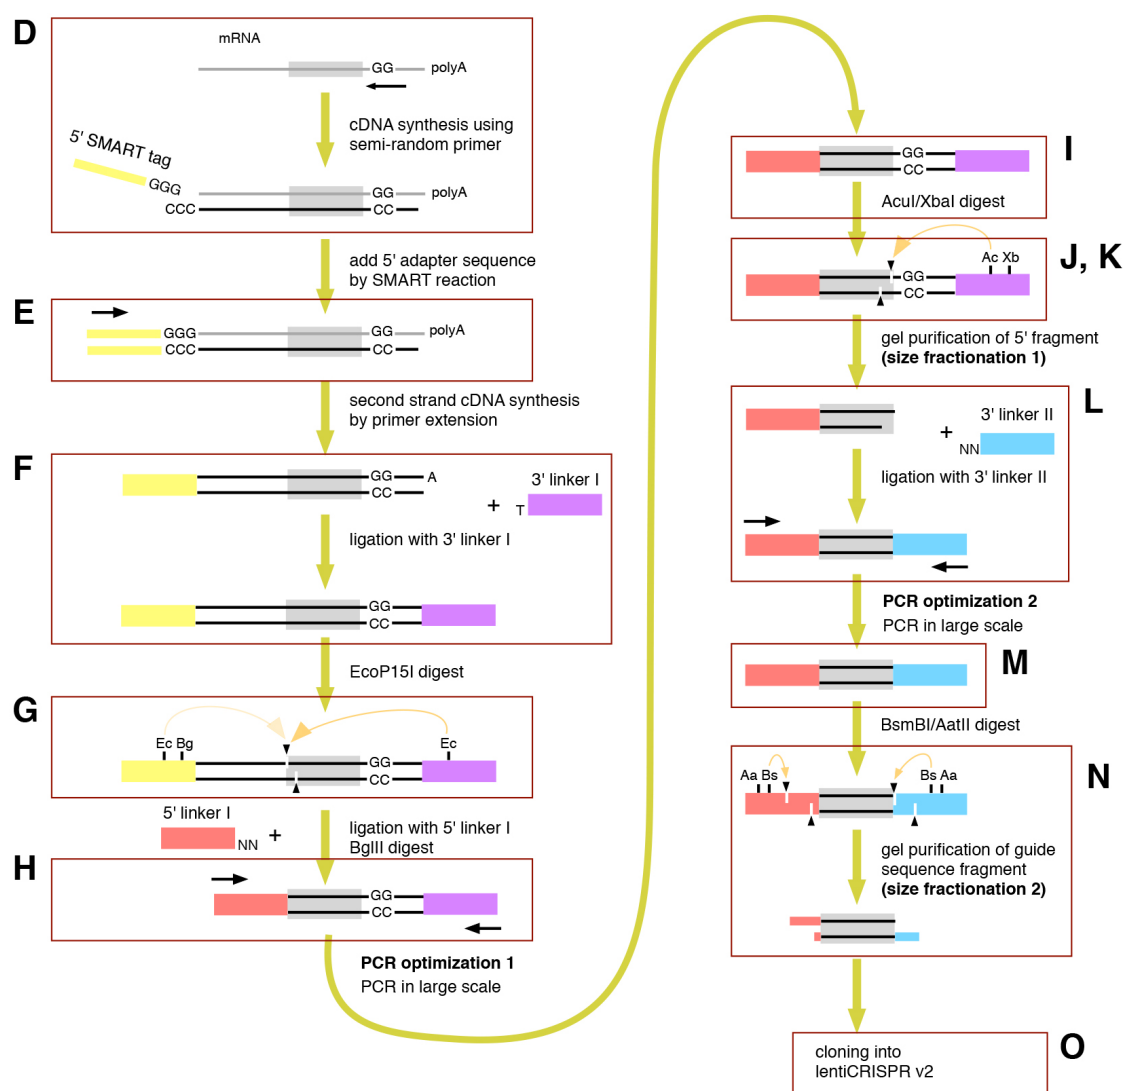 D
mRNA
GG
polyA
cDNA synthesis using
semi-random primer
5' SMART tag
GGG
GG
polyA
CCC
CC
add 5' adapter sequence
by SMART reaction
E
GGG
GG
polyA
CCC
CC
second strand cDNA synthesis
by primer extension
F
GG
A
CC
+
3' linker I
T
ligation with 3' linker I
GG
CC
EcoP15I digest
G
Ec Bg
Ec
GG
CC
5' linker I
NN
+
ligation with 5' linker I
BglII digest
H
GG
CC
PCR optimization 1
PCR in large scale
I
GG
CC
AcuI/XbaI digest
J, K
Ac Xb
GG
CC
gel purification of 5' fragment
(size fractionation 1)
L
+
3' linker II
NN
ligation with 3' linker II
PCR optimization 2
PCR in large scale
M
BsmBI/AatII digest
N
Aa Bs
Bs Aa
gel purification of guide
sequence fragment
(size fractionation 2)
O
cloning into
lentiCRISPR v2